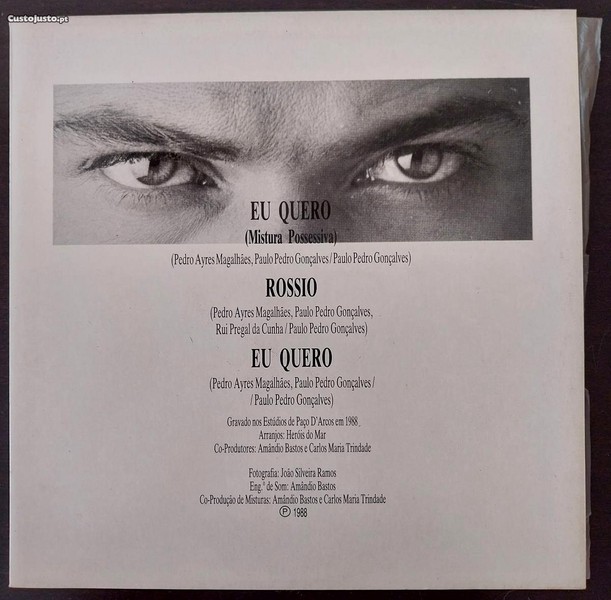 CustoJusto.pt
EU QUERO
(Mistura Possessiva)
(Pedro Ayres Magalhães, Paulo Pedro Gonçalves / Paulo Pedro Gonçalves)
ROSSIO
(Pedro Ayres Magalhães, Paulo Pedro Gonçalves,
Rui Pregal da Cunha / Paulo Pedro Gonçalves)
EU QUERO
(Pedro Ayres Magalhães, Paulo Pedro Gonçalves /
/ Paulo Pedro Gonçalves)
Gravado nos Estúdios de Paço D'Arcos em 1988.
Arranjos: Heróis do Mar
Co-Produtores: Amândio Bastos e Carlos Maria Trindade
Fotografia: João Silveira Ramos
Eng.º de Som: Amândio Bastos
Co-Produção de Misturas: Amândio Bastos e Carlos Maria Trindade
℗ 1988